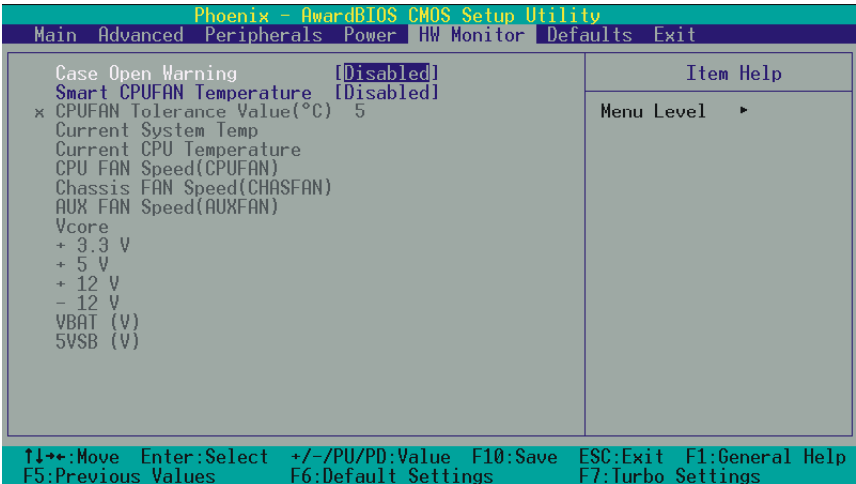 Phoenix - AwardBIOS CMOS Setup Utility
Main Advanced Peripherals Power HW Monitor Defaults Exit
Case Open Warning [Disabled]
Item Help
Smart CPUFAN Temperature [Disabled]
x CPUFAN Tolerance Value(°C) 5
Menu Level ▸
Current System Temp
Current CPU Temperature
CPU FAN Speed(CPUFAN)
Chassis FAN Speed(CHASFAN)
AUX FAN Speed(AUXFAN)
Vcore
+ 3.3 V
+ 5 V
+ 12 V
- 12 V
VBAT (V)
5VSB (V)
↑↓→←:Move Enter:Select +/-/PU/PD:Value F10:Save ESC:Exit F1:General Help
F5:Previous Values F6:Default Settings F7:Turbo Settings